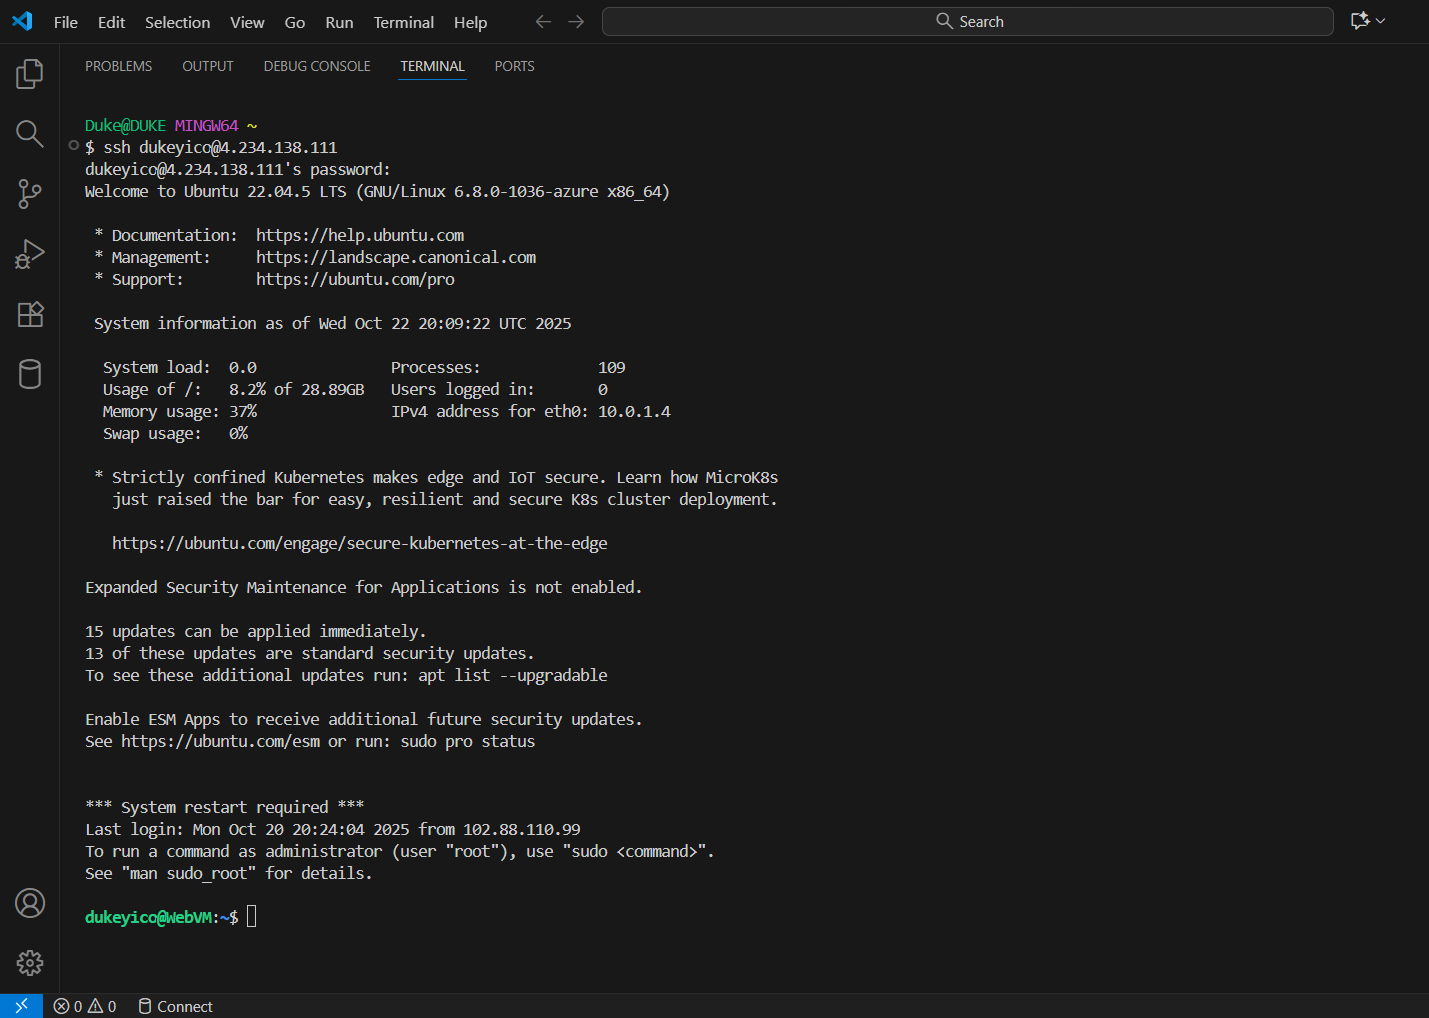 File Edit Selection View Go Run Terminal Help Search
PROBLEMS OUTPUT DEBUG CONSOLE TERMINAL PORTS
Duke@DUKE MINGW64 ~
$ ssh dukeyico@4.234.138.111
dukeyico@4.234.138.111's password:
Welcome to Ubuntu 22.04.5 LTS (GNU/Linux 6.8.0-1036-azure x86_64)
* Documentation: https://help.ubuntu.com
* Management: https://landscape.canonical.com
* Support: https://ubuntu.com/pro
System information as of Wed Oct 22 20:09:22 UTC 2025
System load: 0.0 Processes: 109
Usage of /: 8.2% of 28.89GB Users logged in: 0
Memory usage: 37% IPv4 address for eth0: 10.0.1.4
Swap usage: 0%
* Strictly confined Kubernetes makes edge and IoT secure. Learn how MicroK8s
just raised the bar for easy, resilient and secure K8s cluster deployment.
https://ubuntu.com/engage/secure-kubernetes-at-the-edge
Expanded Security Maintenance for Applications is not enabled.
15 updates can be applied immediately.
13 of these updates are standard security updates.
To see these additional updates run: apt list --upgradable
Enable ESM Apps to receive additional future security updates.
See https://ubuntu.com/esm or run: sudo pro status
*** System restart required ***
Last login: Mon Oct 20 20:24:04 2025 from 102.88.110.99
To run a command as administrator (user "root"), use "sudo <command>".
See "man sudo_root" for details.
dukeyico@WebVM:~$
0 0 Connect